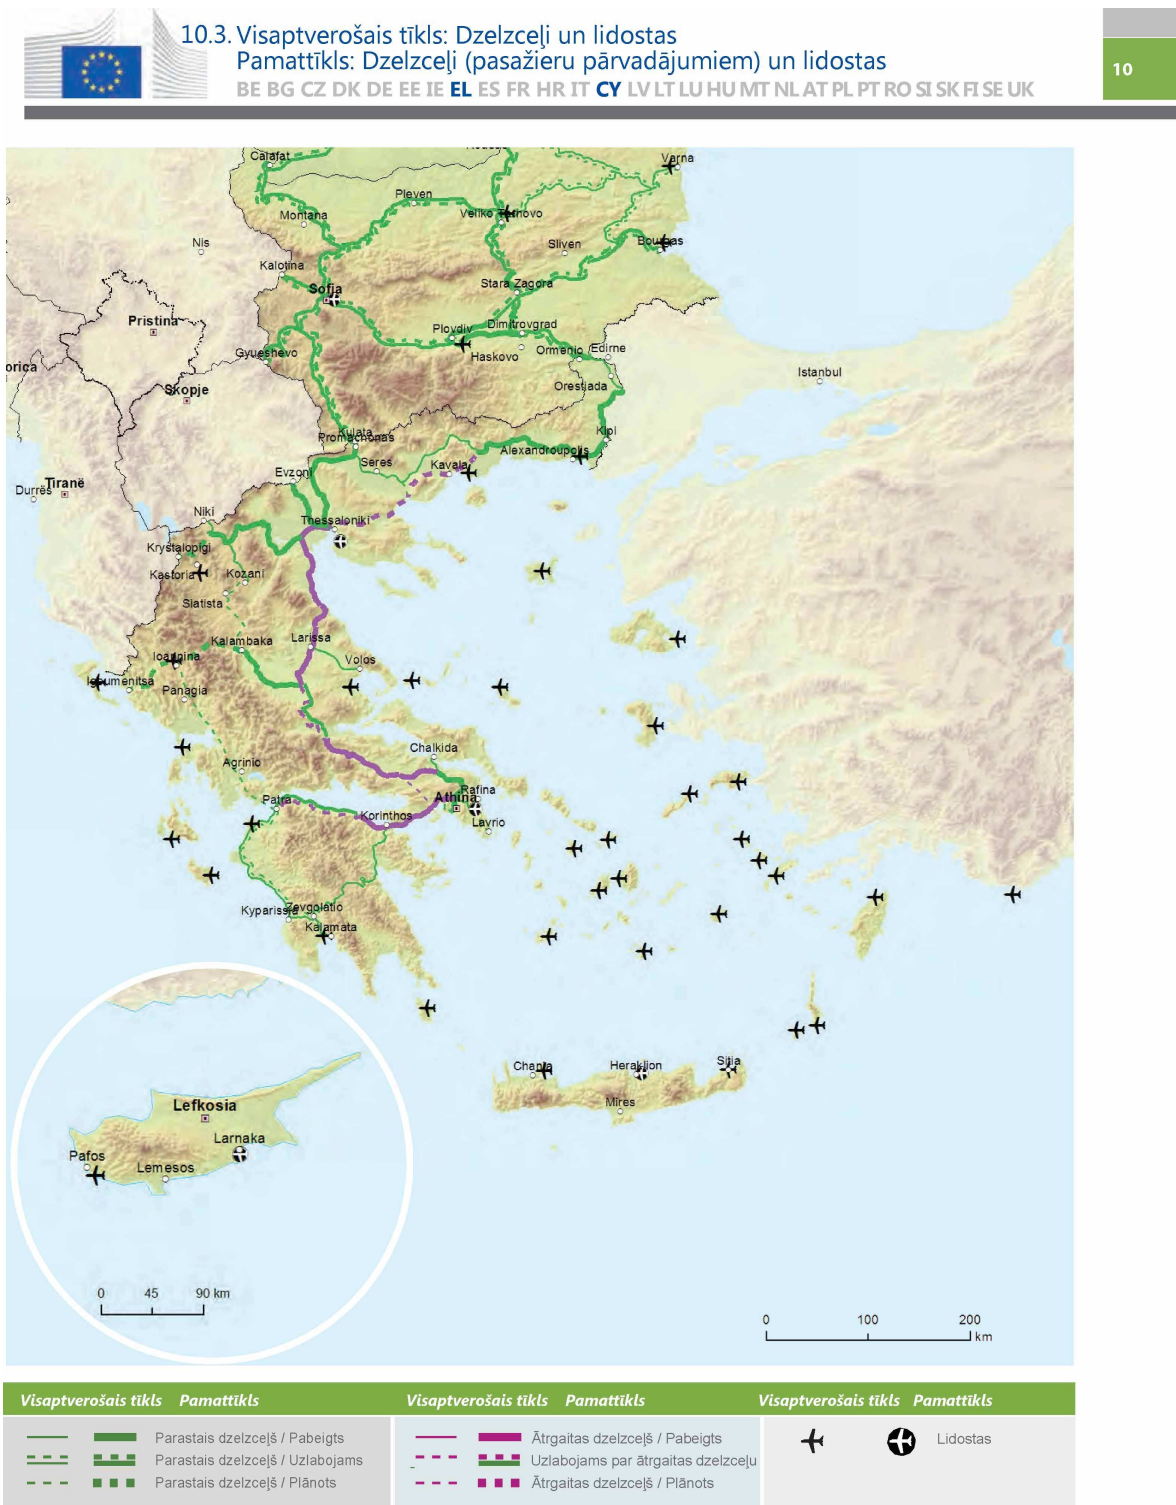 10.3. Visaptverošais tīkls: Dzelzceļi un lidostas
Pamattīkls: Dzelzceļi (pasažieru pārvadājumiem) un lidostas
BE BG CZ DK DE EE IE EL ES FR HR IT CY LV LT LU HU MT NL AT PL PT RO SI SK FI SE UK
10
Calafat
Varna
Pleven
Montana
Veliko Tarnovo
Nis
Sliven
Bourgas
Kalotina
Sofia
Stara Zagora
Pristina
Plovdiv
Dimitrovgrad
Gyueshevo
Haskovo
Ormenio
Edirne
orica
Istanbul
Skopje
Orestiada
Kulata
Promachonas
Kipi
Seres
Kavala
Alexandroupolis
Evzoni
Tiranë
Durrës
Niki
Thessaloniki
Krystalopigi
Kastoria
Kozani
Siatista
Kalambaka
Larissa
Ioannina
Volos
Igoumenitsa
Panagia
Chalkida
Agrinio
Rafina
Athina
Patra
Korinthos
Lavrio
Kyparissia
Zevgolatio
Kalamata
Chania
Heraklion
Sitia
Mires
Lefkosia
Larnaka
Pafos
Lemesos
0 45 90 km
0 100 200
km
Visaptverošais tīkls Pamattīkls
Parastais dzelzceļš / Pabeigts
Parastais dzelzceļš / Uzlabojams
Parastais dzelzceļš / Plānots
Visaptverošais tīkls Pamattīkls
Ātrgaitas dzelzceļš / Pabeigts
Uzlabojams par ātrgaitas dzelzceļu
Ātrgaitas dzelzceļš / Plānots
Visaptverošais tīkls Pamattīkls
Lidostas